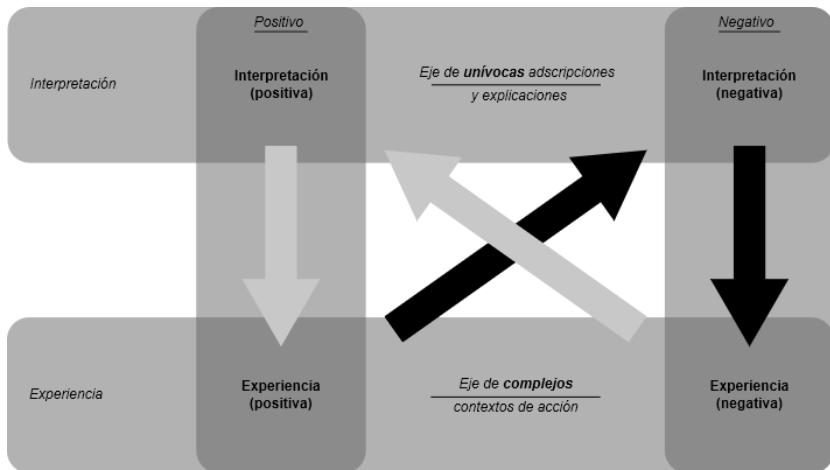 Positivo
Negativo
Interpretación
Interpretación
(positiva)
Eje de unívocas adscripciones
y explicaciones
Interpretación
(negativa)
Experiencia
Experiencia
(positiva)
Eje de complejos
contextos de acción
Experiencia
(negativa)